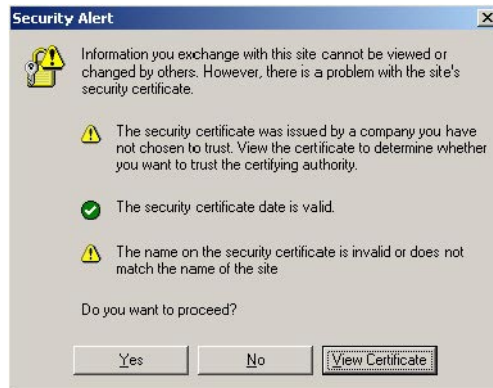 Security Alert
Information you exchange with this site cannot be viewed or
changed by others. However, there is a problem with the site's
security certificate.
The security certificate was issued by a company you have
not chosen to trust. View the certificate to determine whether
you want to trust the certifying authority.
The security certificate date is valid.
The name on the security certificate is invalid or does not
match the name of the site
Do you want to proceed?
Yes No View Certificate